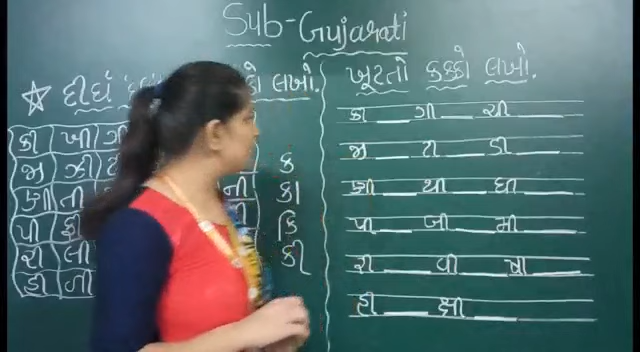 Sub-Gujarati
દીર્ઘ લખો.
કી ખી
જી ઝી
ણી તી ની
પી ફી
રી લી
હી ળી
ક
કા
કિ
કી
ખૂટતો કક્કો લખો.
કી ___ ગી ___ ચી ___
જી ___ ટી ___ ડી ___
ણી ___ થી ___ ધી ___
પી ___ બી ___ મી ___
રી ___ વી ___ ષી ___
હી ___ ક્ષી ___